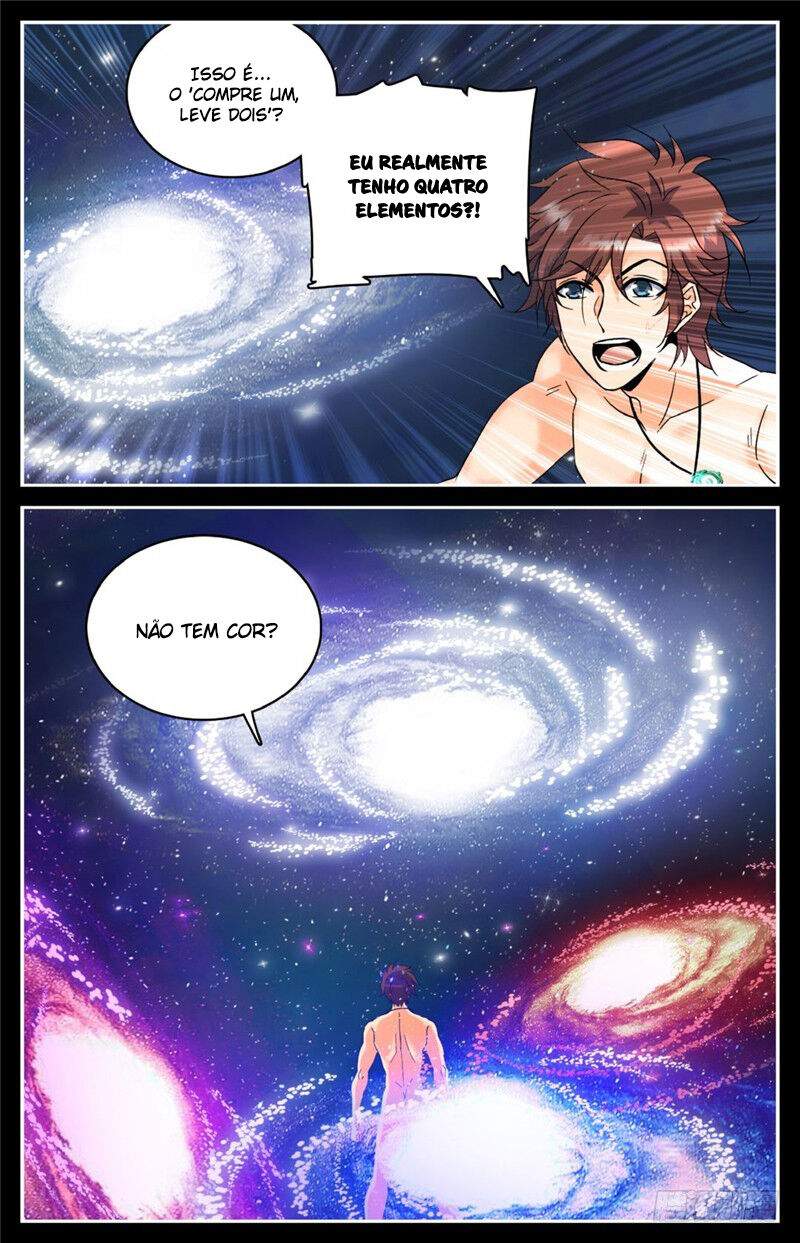 ISSO É...
O 'COMPRE UM,
LEVE DOIS'?
EU REALMENTE
TENHO QUATRO
ELEMENTOS?!
NÃO TEM COR?